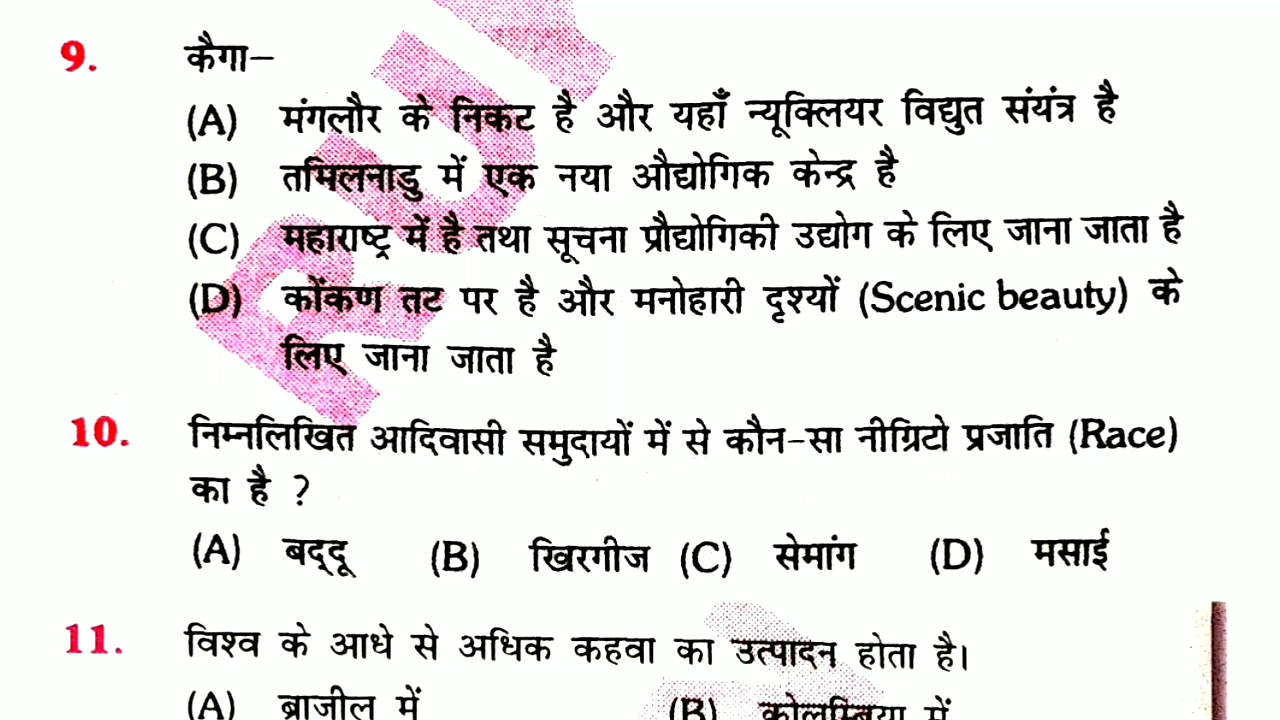 9. कैगा–
(A) मंगलौर के निकट है और यहाँ न्यूक्लियर विद्युत संयंत्र है
(B) तमिलनाडु में एक नया औद्योगिक केन्द्र है
(C) महाराष्ट्र में है तथा सूचना प्रौद्योगिकी उद्योग के लिए जाना जाता है
(D) कोंकण तट पर है और मनोहारी दृश्यों (Scenic beauty) के
लिए जाना जाता है
10. निम्नलिखित आदिवासी समुदायों में से कौन-सा नीग्रिटो प्रजाति (Race)
का है ?
(A) बद्दू (B) खिरगीज (C) सेमांग (D) मसाई
11. विश्व के आधे से अधिक कहवा का उत्पादन होता है।
(A) ब्राजील में (B) कोलम्बिया में